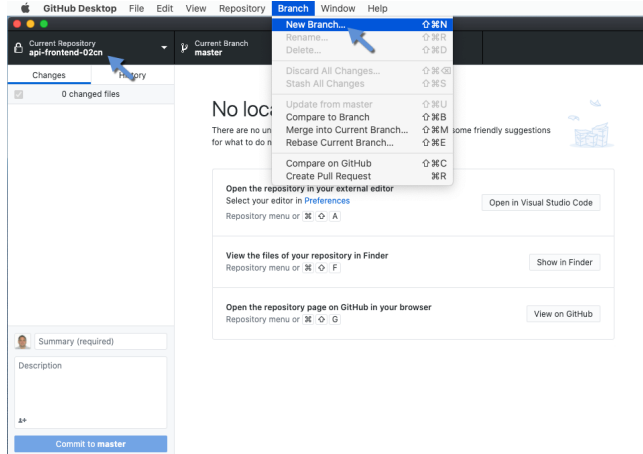 GitHub Desktop File Edit View Repository Branch Window Help
Current Repository
api-frontend-02cn
Current Branch
master
New Branch... ⇧⌘N
Rename... ⇧⌘R
Delete... ⇧⌘D
Discard All Changes... ⇧⌘⌫
Stash All Changes ⇧⌘S
Update from master ⇧⌘U
Compare to Branch ⇧⌘B
Merge into Current Branch... ⇧⌘M
Rebase Current Branch... ⇧⌘E
Compare on GitHub ⇧⌘C
Create Pull Request ⌘R
Changes History
0 changed files
No loc
There are no un some friendly suggestions
for what to do n
Open the repository in your external editor
Select your editor in Preferences
Repository menu or ⌘ ⇧ A
Open in Visual Studio Code
View the files of your repository in Finder
Repository menu or ⌘ ⇧ F
Show in Finder
Open the repository page on GitHub in your browser
Repository menu or ⌘ ⇧ G
View on GitHub
Summary (required)
Description
Commit to master